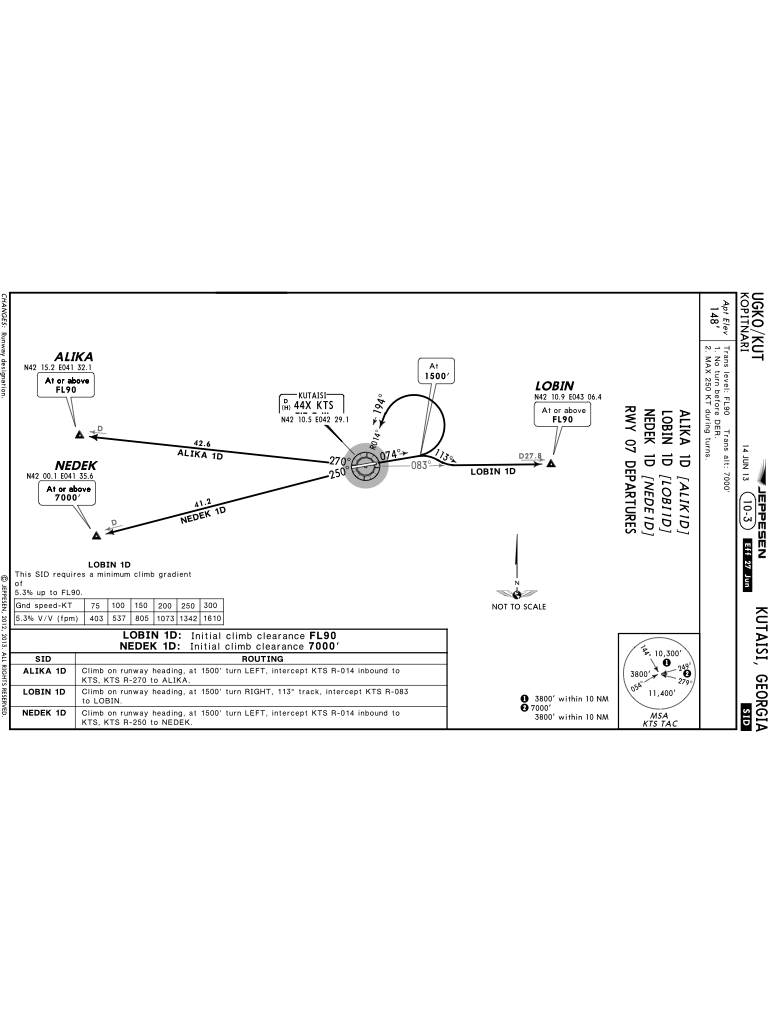 UGKO/KUT
KOPITNARI
14 JUN 13
JEPPESEN
10-3
Eff 27 Jun
KUTAISI, GEORGIA
SID
Apt Elev
148'
Trans level: FL90 Trans alt: 7000'
1. No turn before DER.
2. MAX 250 KT during turns.
ALIKA 1D [ALIK1D]
LOBIN 1D [LOBI1D]
NEDEK 1D [NEDE1D]
RWY 07 DEPARTURES
ALIKA
N42 15.2 E041 32.1
At or above
FL90
D
42.6
ALIKA 1D
NEDEK
N42 00.1 E041 35.6
At or above
7000'
D
41.2
NEDEK 1D
KUTAISI
D
(H)
44X KTS
N42 10.5 E042 29.1
270°
250°
194°
R014°
074°
083°
113°
At
1500'
LOBIN
N42 10.9 E043 06.4
At or above
FL90
D27.8
LOBIN 1D
N
NOT TO SCALE
LOBIN 1D
This SID requires a minimum climb gradient
of
5.3% up to FL90.
Gnd speed-KT 75 100 150 200 250 300
5.3% V/V (fpm) 403 537 805 1073 1342 1610
LOBIN 1D: Initial climb clearance FL90
NEDEK 1D: Initial climb clearance 7000'
SID ROUTING
ALIKA 1D Climb on runway heading, at 1500' turn LEFT, intercept KTS R-014 inbound to
KTS, KTS R-270 to ALIKA.
LOBIN 1D Climb on runway heading, at 1500' turn RIGHT, 113° track, intercept KTS R-083
to LOBIN.
NEDEK 1D Climb on runway heading, at 1500' turn LEFT, intercept KTS R-014 inbound to
KTS, KTS R-250 to NEDEK.
1 3800' within 10 NM
2 7000'
3800' within 10 NM
144°
10,300'
1
249°
2
279°
3800'
054°
11,400'
MSA
KTS TAC
CHANGES: Runway designation.
© JEPPESEN, 2012, 2013. ALL RIGHTS RESERVED.